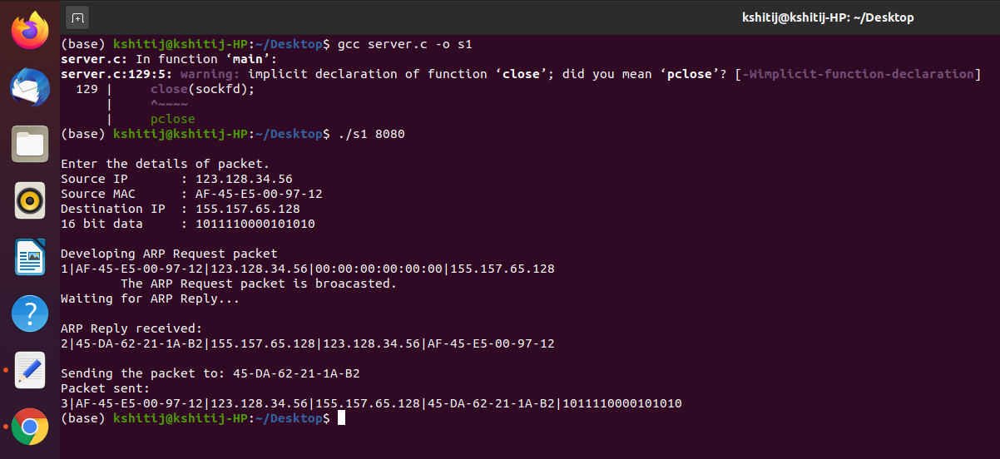 kshitij@kshitij-HP: ~/Desktop
(base) kshitij@kshitij-HP:~/Desktop$ gcc server.c -o s1
server.c: In function ‘main’:
server.c:129:5: warning: implicit declaration of function ‘close’; did you mean ‘pclose’? [-Wimplicit-function-declaration]
  129 |     close(sockfd);
      |     ^~~~~
      |     pclose
(base) kshitij@kshitij-HP:~/Desktop$ ./s1 8080

Enter the details of packet.
Source IP       : 123.128.34.56
Source MAC      : AF-45-E5-00-97-12
Destination IP  : 155.157.65.128
16 bit data     : 1011110000101010

Developing ARP Request packet
1|AF-45-E5-00-97-12|123.128.34.56|00:00:00:00:00:00|155.157.65.128
        The ARP Request packet is broacasted.
Waiting for ARP Reply...

ARP Reply received:
2|45-DA-62-21-1A-B2|155.157.65.128|123.128.34.56|AF-45-E5-00-97-12

Sending the packet to: 45-DA-62-21-1A-B2
Packet sent:
3|AF-45-E5-00-97-12|123.128.34.56|155.157.65.128|45-DA-62-21-1A-B2|1011110000101010
(base) kshitij@kshitij-HP:~/Desktop$